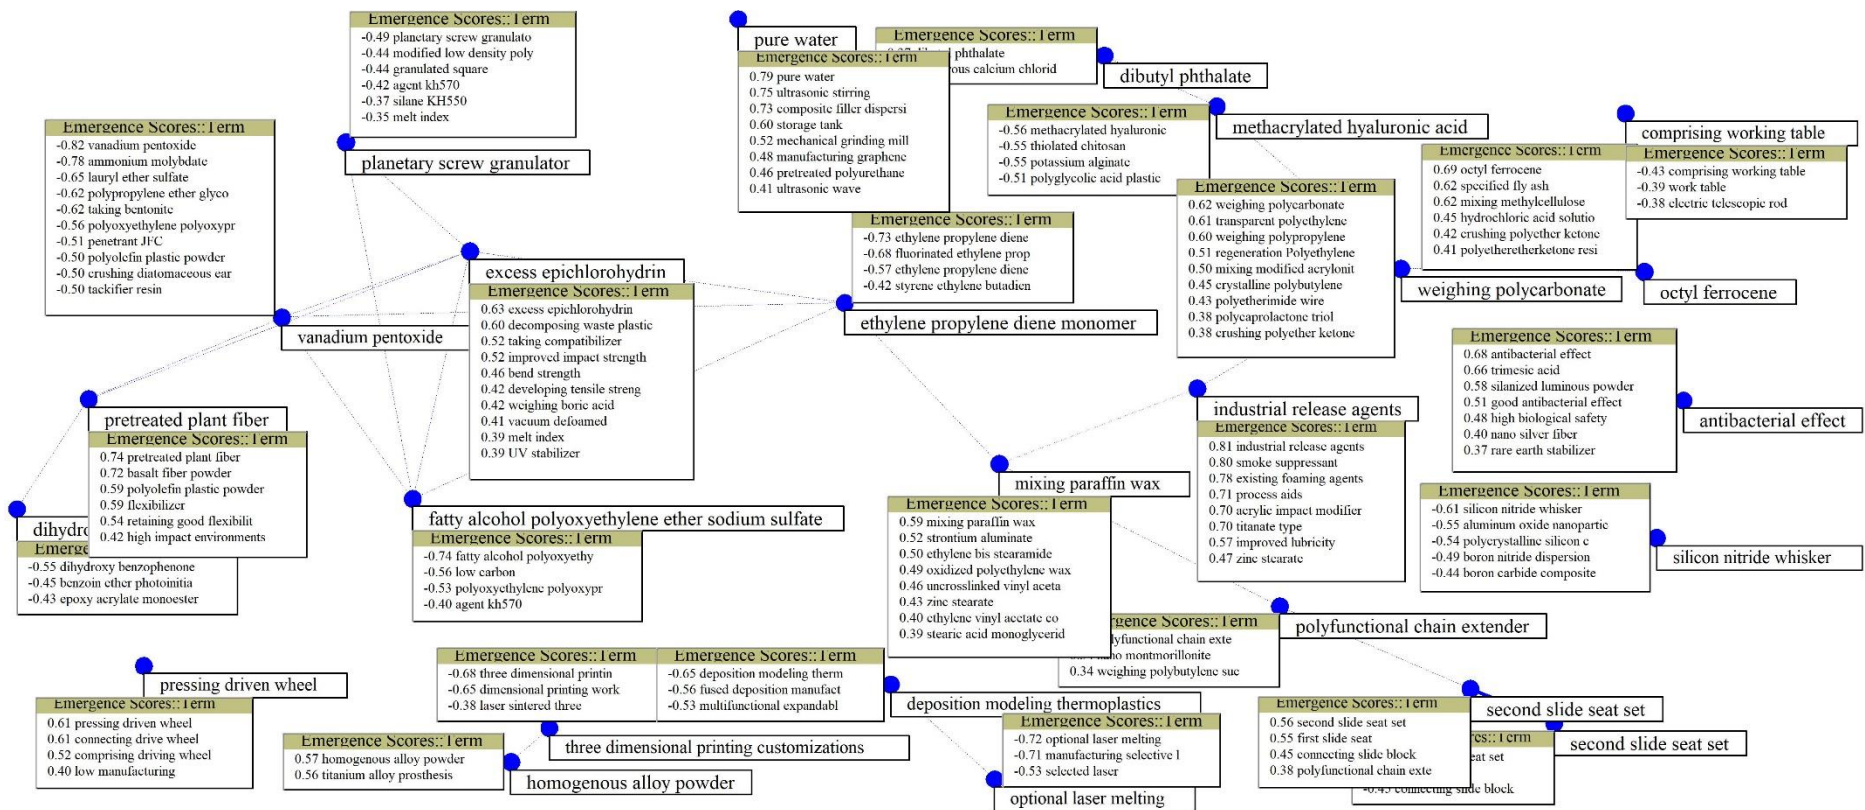 Emergence Scores::Term
-0.49 planetary screw granulato
-0.44 modified low density poly
-0.44 granulated square
-0.42 agent kh570
-0.37 silane KH550
-0.35 melt index
planetary screw granulator
pure water
Emergence Scores::Term
0.79 pure water
0.75 ultrasonic stirring
0.73 composite filler dispersi
0.60 storage tank
0.52 mechanical grinding mill
0.48 manufacturing graphene
0.46 pretreated polyurethane
0.41 ultrasonic wave
Emergence Scores::Term
phthalate
calcium chlorid
dibutyl phthalate
Emergence Scores::Term
-0.56 methacrylated hyaluronic
-0.55 thiolated chitosan
-0.55 potassium alginate
-0.51 polyglycolic acid plastic
methacrylated hyaluronic acid
comprising working table
Emergence Scores::Term
-0.43 comprising working table
-0.39 work table
-0.38 electric telescopic rod
Emergence Scores::Term
0.69 octyl ferrocene
0.62 specified fly ash
0.62 mixing methylcellulose
0.45 hydrochloric acid solutio
0.42 crushing polyether ketone
0.41 polyetheretherketone resi
octyl ferrocene
Emergence Scores::Term
-0.82 vanadium pentoxide
-0.78 ammonium molybdate
-0.65 lauryl ether sulfate
-0.62 polypropylene ether glyco
-0.62 taking bentonite
-0.56 polyoxyethylene polyoxypr
-0.51 penetrant JFC
-0.50 polyolefin plastic powder
-0.50 crushing diatomaceous ear
-0.50 tackifier resin
vanadium pentoxide
excess epichlorohydrin
Emergence Scores::Term
0.63 excess epichlorohydrin
0.60 decomposing waste plastic
0.52 taking compatibilizer
0.52 improved impact strength
0.46 bend strength
0.42 developing tensile streng
0.42 weighing boric acid
0.41 vacuum defoamed
0.39 melt index
0.39 UV stabilizer
Emergence Scores::Term
-0.73 ethylene propylene diene
-0.68 fluorinated ethylene prop
-0.57 ethylene propylene diene
-0.42 styrene ethylene butadien
ethylene propylene diene monomer
Emergence Scores::Term
0.62 weighing polycarbonate
0.61 transparent polyethylene
0.60 weighing polypropylene
0.51 regeneration Polyethylene
0.50 mixing modified acrylonit
0.45 crystalline polybutylene
0.43 polyetherimide wire
0.38 polycaprolactone triol
0.38 crushing polyether ketone
weighing polycarbonate
Emergence Scores::Term
0.68 antibacterial effect
0.66 trimesic acid
0.58 silanized luminous powder
0.51 good antibacterial effect
0.48 high biological safety
0.40 nano silver fiber
0.37 rare earth stabilizer
antibacterial effect
pretreated plant fiber
Emergence Scores::Term
0.74 pretreated plant fiber
0.72 basalt fiber powder
0.59 polyolefin plastic powder
0.59 flexibilizer
0.54 retaining good flexibilit
0.42 high impact environments
-0.55 dihydroxy benzophenone
-0.45 benzoin ether photoinitia
-0.43 epoxy acrylate monoester
fatty alcohol polyoxyethylene ether sodium sulfate
Emergence Scores::Term
-0.74 fatty alcohol polyoxyethy
-0.56 low carbon
-0.53 polyoxyethylene polyoxypr
-0.40 agent kh570
industrial release agents
Emergence Scores::Term
0.81 industrial release agents
0.80 smoke suppressant
0.78 existing foaming agents
0.71 process aids
0.70 acrylic impact modifier
0.70 titanate type
0.57 improved lubricity
0.47 zinc stearate
mixing paraffin wax
Emergence Scores::Term
0.59 mixing paraffin wax
0.52 strontium aluminate
0.50 ethylene bis stearamide
0.49 oxidized polyethylene wax
0.46 uncrosslinked vinyl aceta
0.43 zinc stearate
0.40 ethylene vinyl acetate co
0.39 stearic acid monoglycerid
Emergence Scores::Term
-0.61 silicon nitride whisker
-0.55 aluminum oxide nanopartic
-0.54 polycrystalline silicon c
-0.49 boron nitride dispersion
-0.44 boron carbide composite
silicon nitride whisker
polyfunctional chain extender
Scores::Term
chain exte
montmorillonite
0.34 weighing polybutylene suc
pressing driven wheel
Emergence Scores::Term
0.61 pressing driven wheel
0.61 connecting drive wheel
0.52 comprising driving wheel
0.40 low manufacturing
Emergence Scores::Term
-0.68 three dimensional printin
-0.65 dimensional printing work
-0.38 laser sintered three
three dimensional printing customizations
Emergence Scores::Term
-0.65 deposition modeling therm
-0.56 fused deposition manufact
-0.53 multifunctional expandabl
deposition modeling thermoplastics
Emergence Scores::Term
0.57 homogenous alloy powder
0.56 titanium alloy prosthesis
homogenous alloy powder
Emergence Scores::Term
-0.72 optional laser melting
-0.71 manufacturing selective l
-0.53 selected laser
optional laser melting
second slide seat set
Emergence Scores::Term
0.56 second slide seat set
0.55 first slide seat
0.45 connecting slide block
0.38 polyfunctional chain exte
second slide seat set
seat set
-0.45 connecting slide block